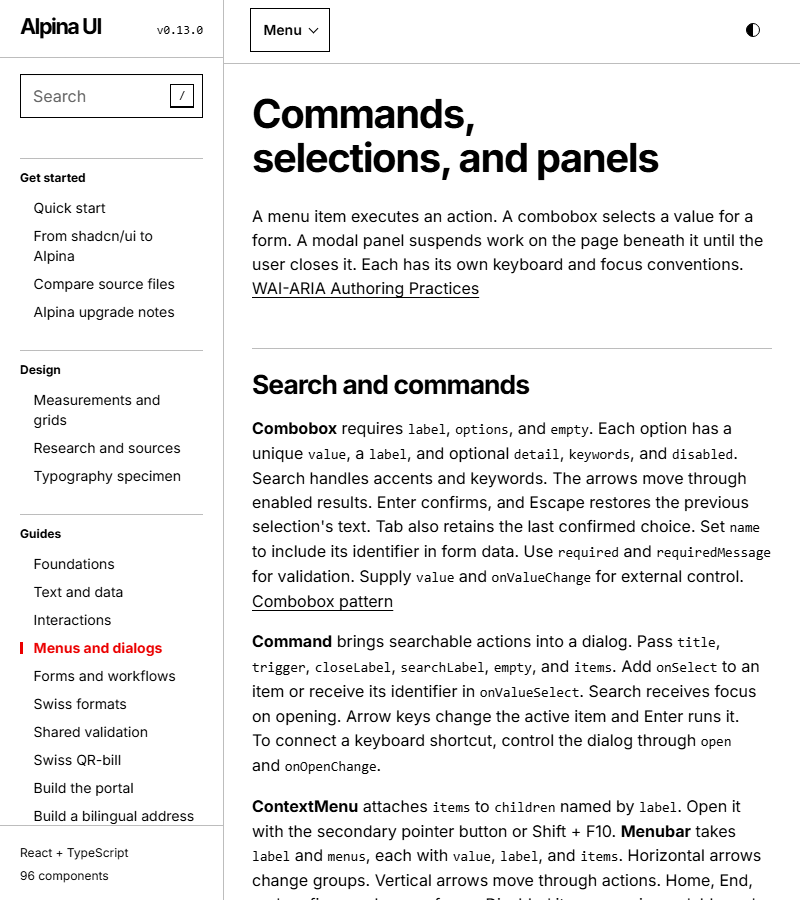 Alpina UI
v0.13.0
Search
/
Get started
Quick start
From shadcn/ui to
Alpina
Compare source files
Alpina upgrade notes
Design
Measurements and
grids
Research and sources
Typography specimen
Guides
Foundations
Text and data
Interactions
Menus and dialogs
Forms and workflows
Swiss formats
Shared validation
Swiss QR-bill
Build the portal
Build a bilingual address
React + TypeScript
96 components
Menu
Commands,
selections, and panels
A menu item executes an action. A combobox selects a value for a
form. A modal panel suspends work on the page beneath it until the
user closes it. Each has its own keyboard and focus conventions.
WAI-ARIA Authoring Practices
Search and commands
Combobox requires label, options, and empty. Each option has a
unique value, a label, and optional detail, keywords, and disabled.
Search handles accents and keywords. The arrows move through
enabled results. Enter confirms, and Escape restores the previous
selection's text. Tab also retains the last confirmed choice. Set name
to include its identifier in form data. Use required and requiredMessage
for validation. Supply value and onValueChange for external control.
Combobox pattern
Command brings searchable actions into a dialog. Pass title,
trigger, closeLabel, searchLabel, empty, and items. Add onSelect to an
item or receive its identifier in onValueSelect. Search receives focus
on opening. Arrow keys change the active item and Enter runs it.
To connect a keyboard shortcut, control the dialog through open
and onOpenChange.
ContextMenu attaches items to children named by label. Open it
with the secondary pointer button or Shift + F10. Menubar takes
label and menus, each with value, label, and items. Horizontal arrows
change groups. Vertical arrows move through actions. Home, End,